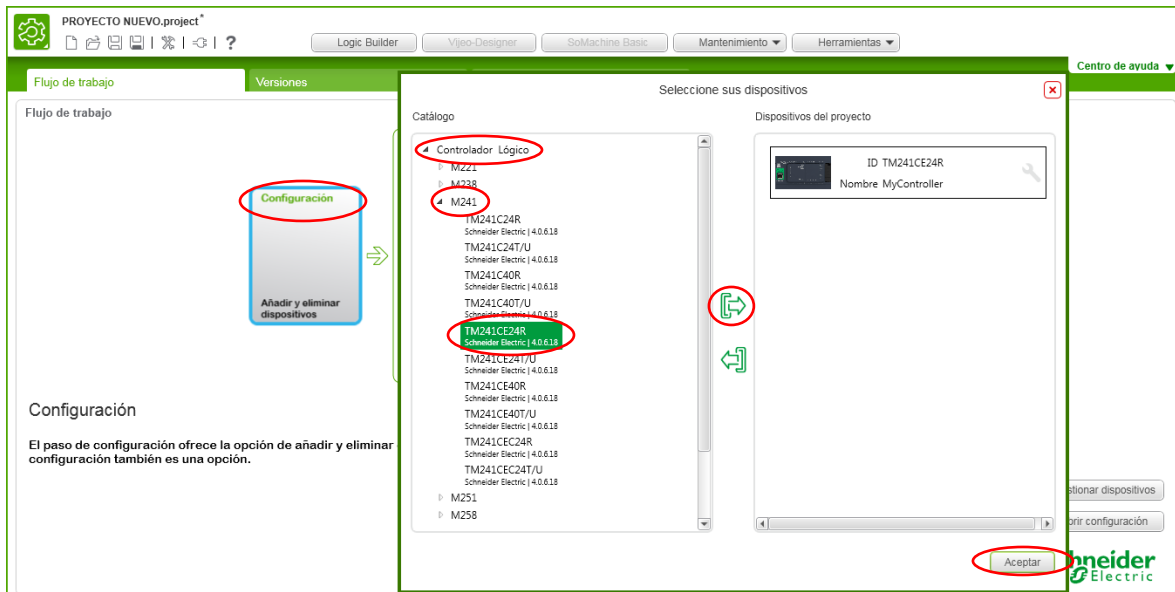 PROYECTO NUEVO.project*
Logic Builder
Vijeo-Designer
SoMachine Basic
Mantenimiento
Herramientas
Centro de ayuda
Flujo de trabajo
Versiones
Flujo de trabajo
Configuración
Añadir y eliminar
dispositivos
Configuración
El paso de configuración ofrece la opción de añadir y eliminar
configuración también es una opción.
Seleccione sus dispositivos
Catálogo
Controlador Lógico
M221
M238
M241
TM241C24R
Schneider Electric | 4.0.6.18
TM241C24T/U
Schneider Electric | 4.0.6.18
TM241C40R
Schneider Electric | 4.0.6.18
TM241C40T/U
Schneider Electric | 4.0.6.18
TM241CE24R
Schneider Electric | 4.0.6.18
TM241CE24T/U
Schneider Electric | 4.0.6.18
TM241CE40R
Schneider Electric | 4.0.6.18
TM241CE40T/U
Schneider Electric | 4.0.6.18
TM241CEC24R
Schneider Electric | 4.0.6.18
TM241CEC24T/U
Schneider Electric | 4.0.6.18
M251
M258
Dispositivos del proyecto
ID TM241CE24R
Nombre MyController
Aceptar
stionar dispositivos
brir configuración
hneider
Electric